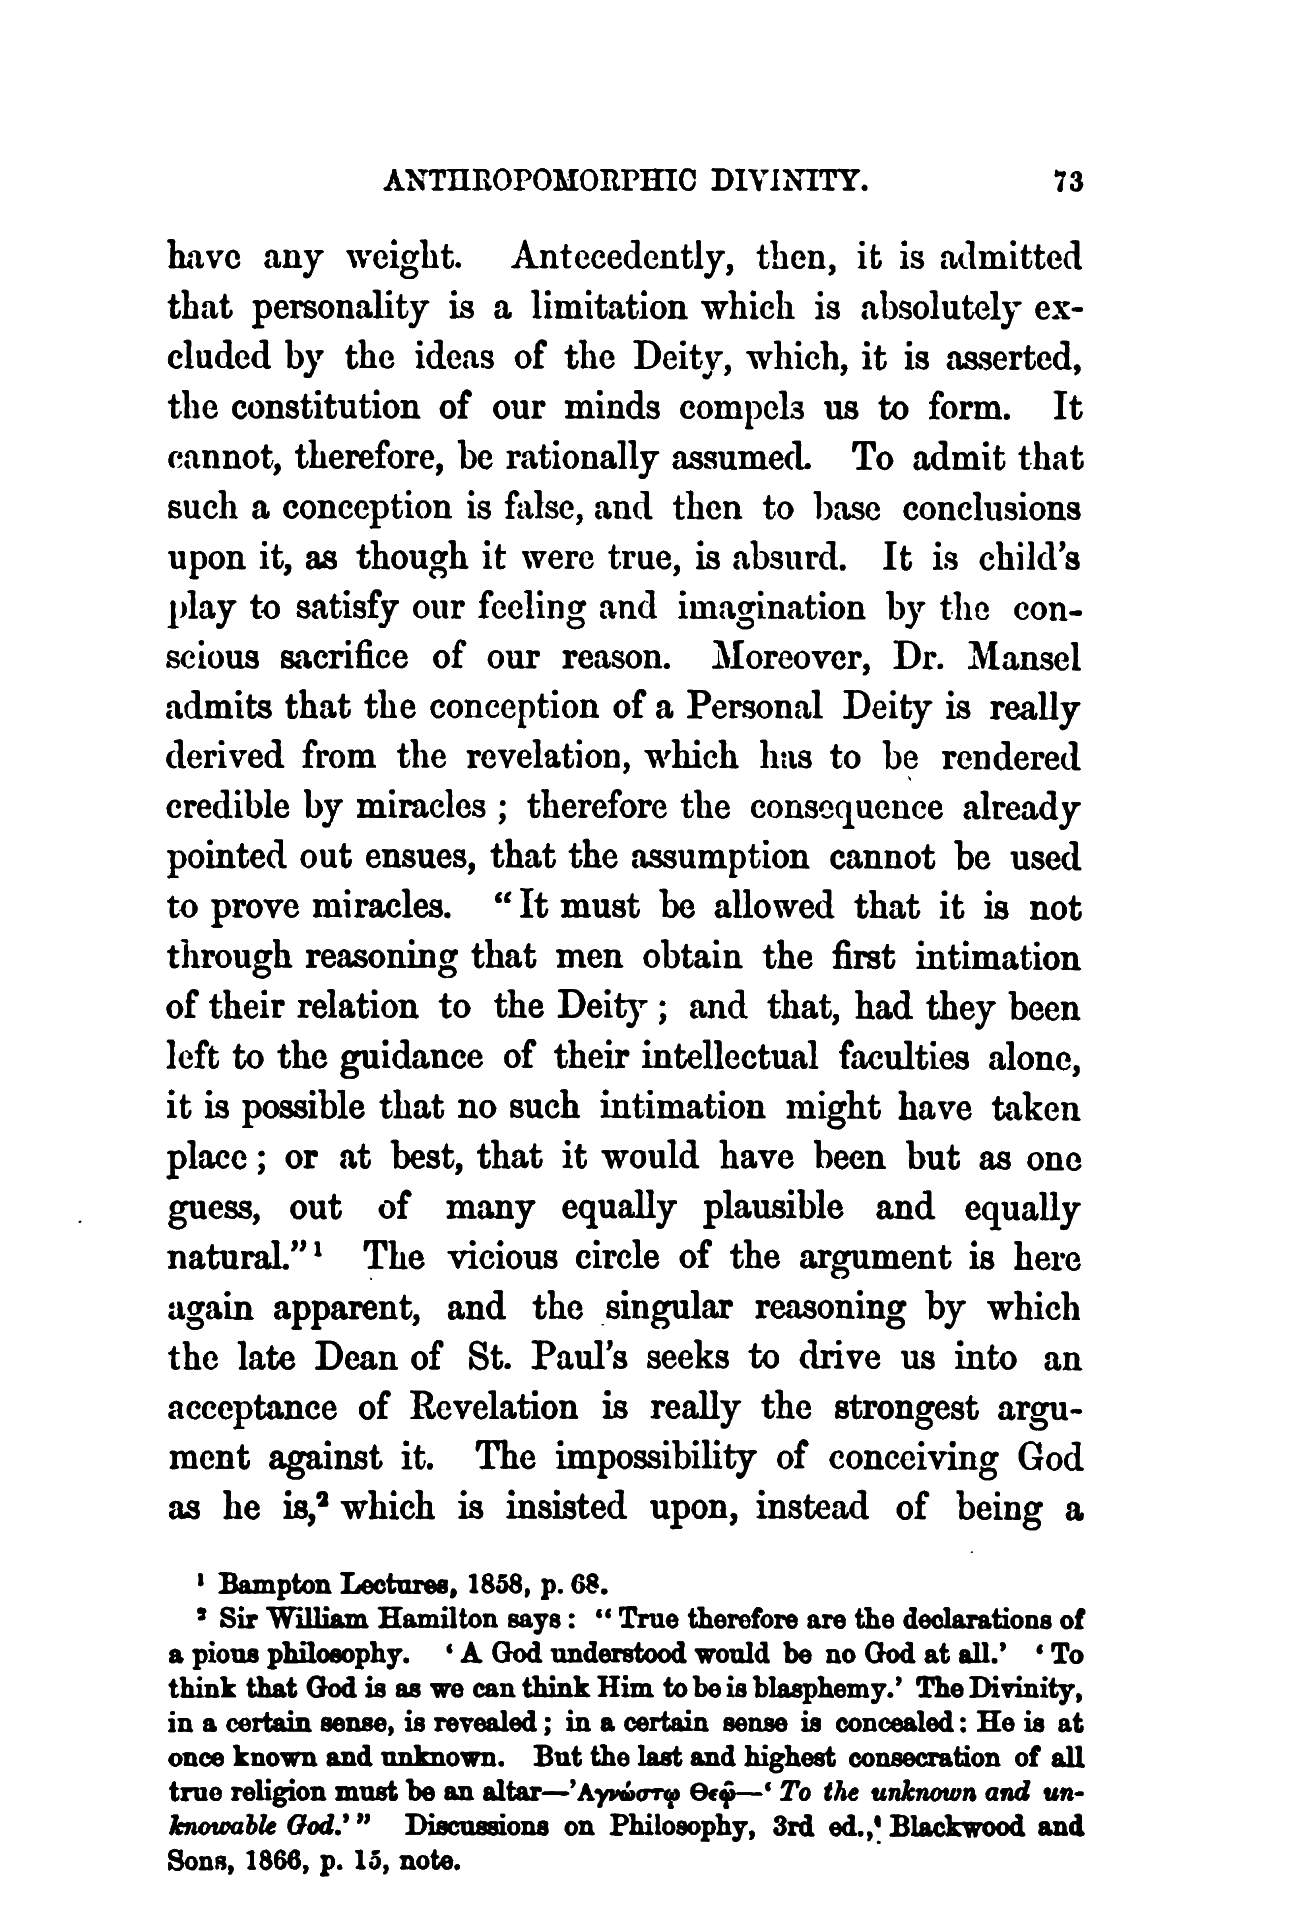 ANTHROPOMORPHIC DIVINITY. 73
have any weight. Antecedently, then, it is admitted
that personality is a limitation which is absolutely ex-
cluded by the ideas of the Deity, which, it is asserted,
the constitution of our minds compels us to form. It
cannot, therefore, be rationally assumed. To admit that
such a conception is false, and then to base conclusions
upon it, as though it were true, is absurd. It is child's
play to satisfy our feeling and imagination by the con-
scious sacrifice of our reason. Moreover, Dr. Mansel
admits that the conception of a Personal Deity is really
derived from the revelation, which has to be rendered
credible by miracles ; therefore the consequence already
pointed out ensues, that the assumption cannot be used
to prove miracles. “It must be allowed that it is not
through reasoning that men obtain the first intimation
of their relation to the Deity ; and that, had they been
left to the guidance of their intellectual faculties alone,
it is possible that no such intimation might have taken
place ; or at best, that it would have been but as one
guess, out of many equally plausible and equally
natural.”¹ The vicious circle of the argument is here
again apparent, and the singular reasoning by which
the late Dean of St. Paul's seeks to drive us into an
acceptance of Revelation is really the strongest argu-
ment against it. The impossibility of conceiving God
as he is,² which is insisted upon, instead of being a
¹ Bampton Lectures, 1858, p. 68.
² Sir William Hamilton says : “True therefore are the declarations of
a pious philosophy. ‘A God understood would be no God at all.’ ‘To
think that God is as we can think Him to be is blasphemy.’ The Divinity,
in a certain sense, is revealed ; in a certain sense is concealed : He is at
once known and unknown. But the last and highest consecration of all
true religion must be an altar—’Αγνώστῳ Θεῷ—‘To the unknown and un-
knowable God.’” Discussions on Philosophy, 3rd ed., Blackwood and
Sons, 1866, p. 15, note.